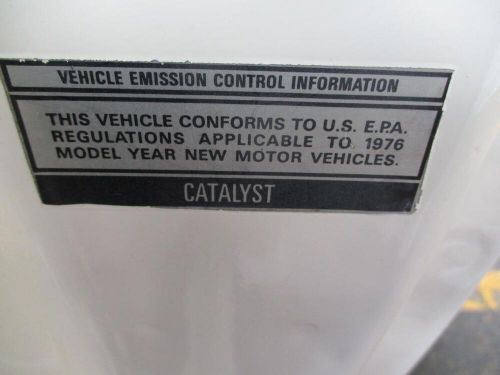 VEHICLE EMISSION CONTROL INFORMATION
THIS VEHICLE CONFORMS TO U.S. E.P.A.
REGULATIONS APPLICABLE TO 1976
MODEL YEAR NEW MOTOR VEHICLES.
CATALYST